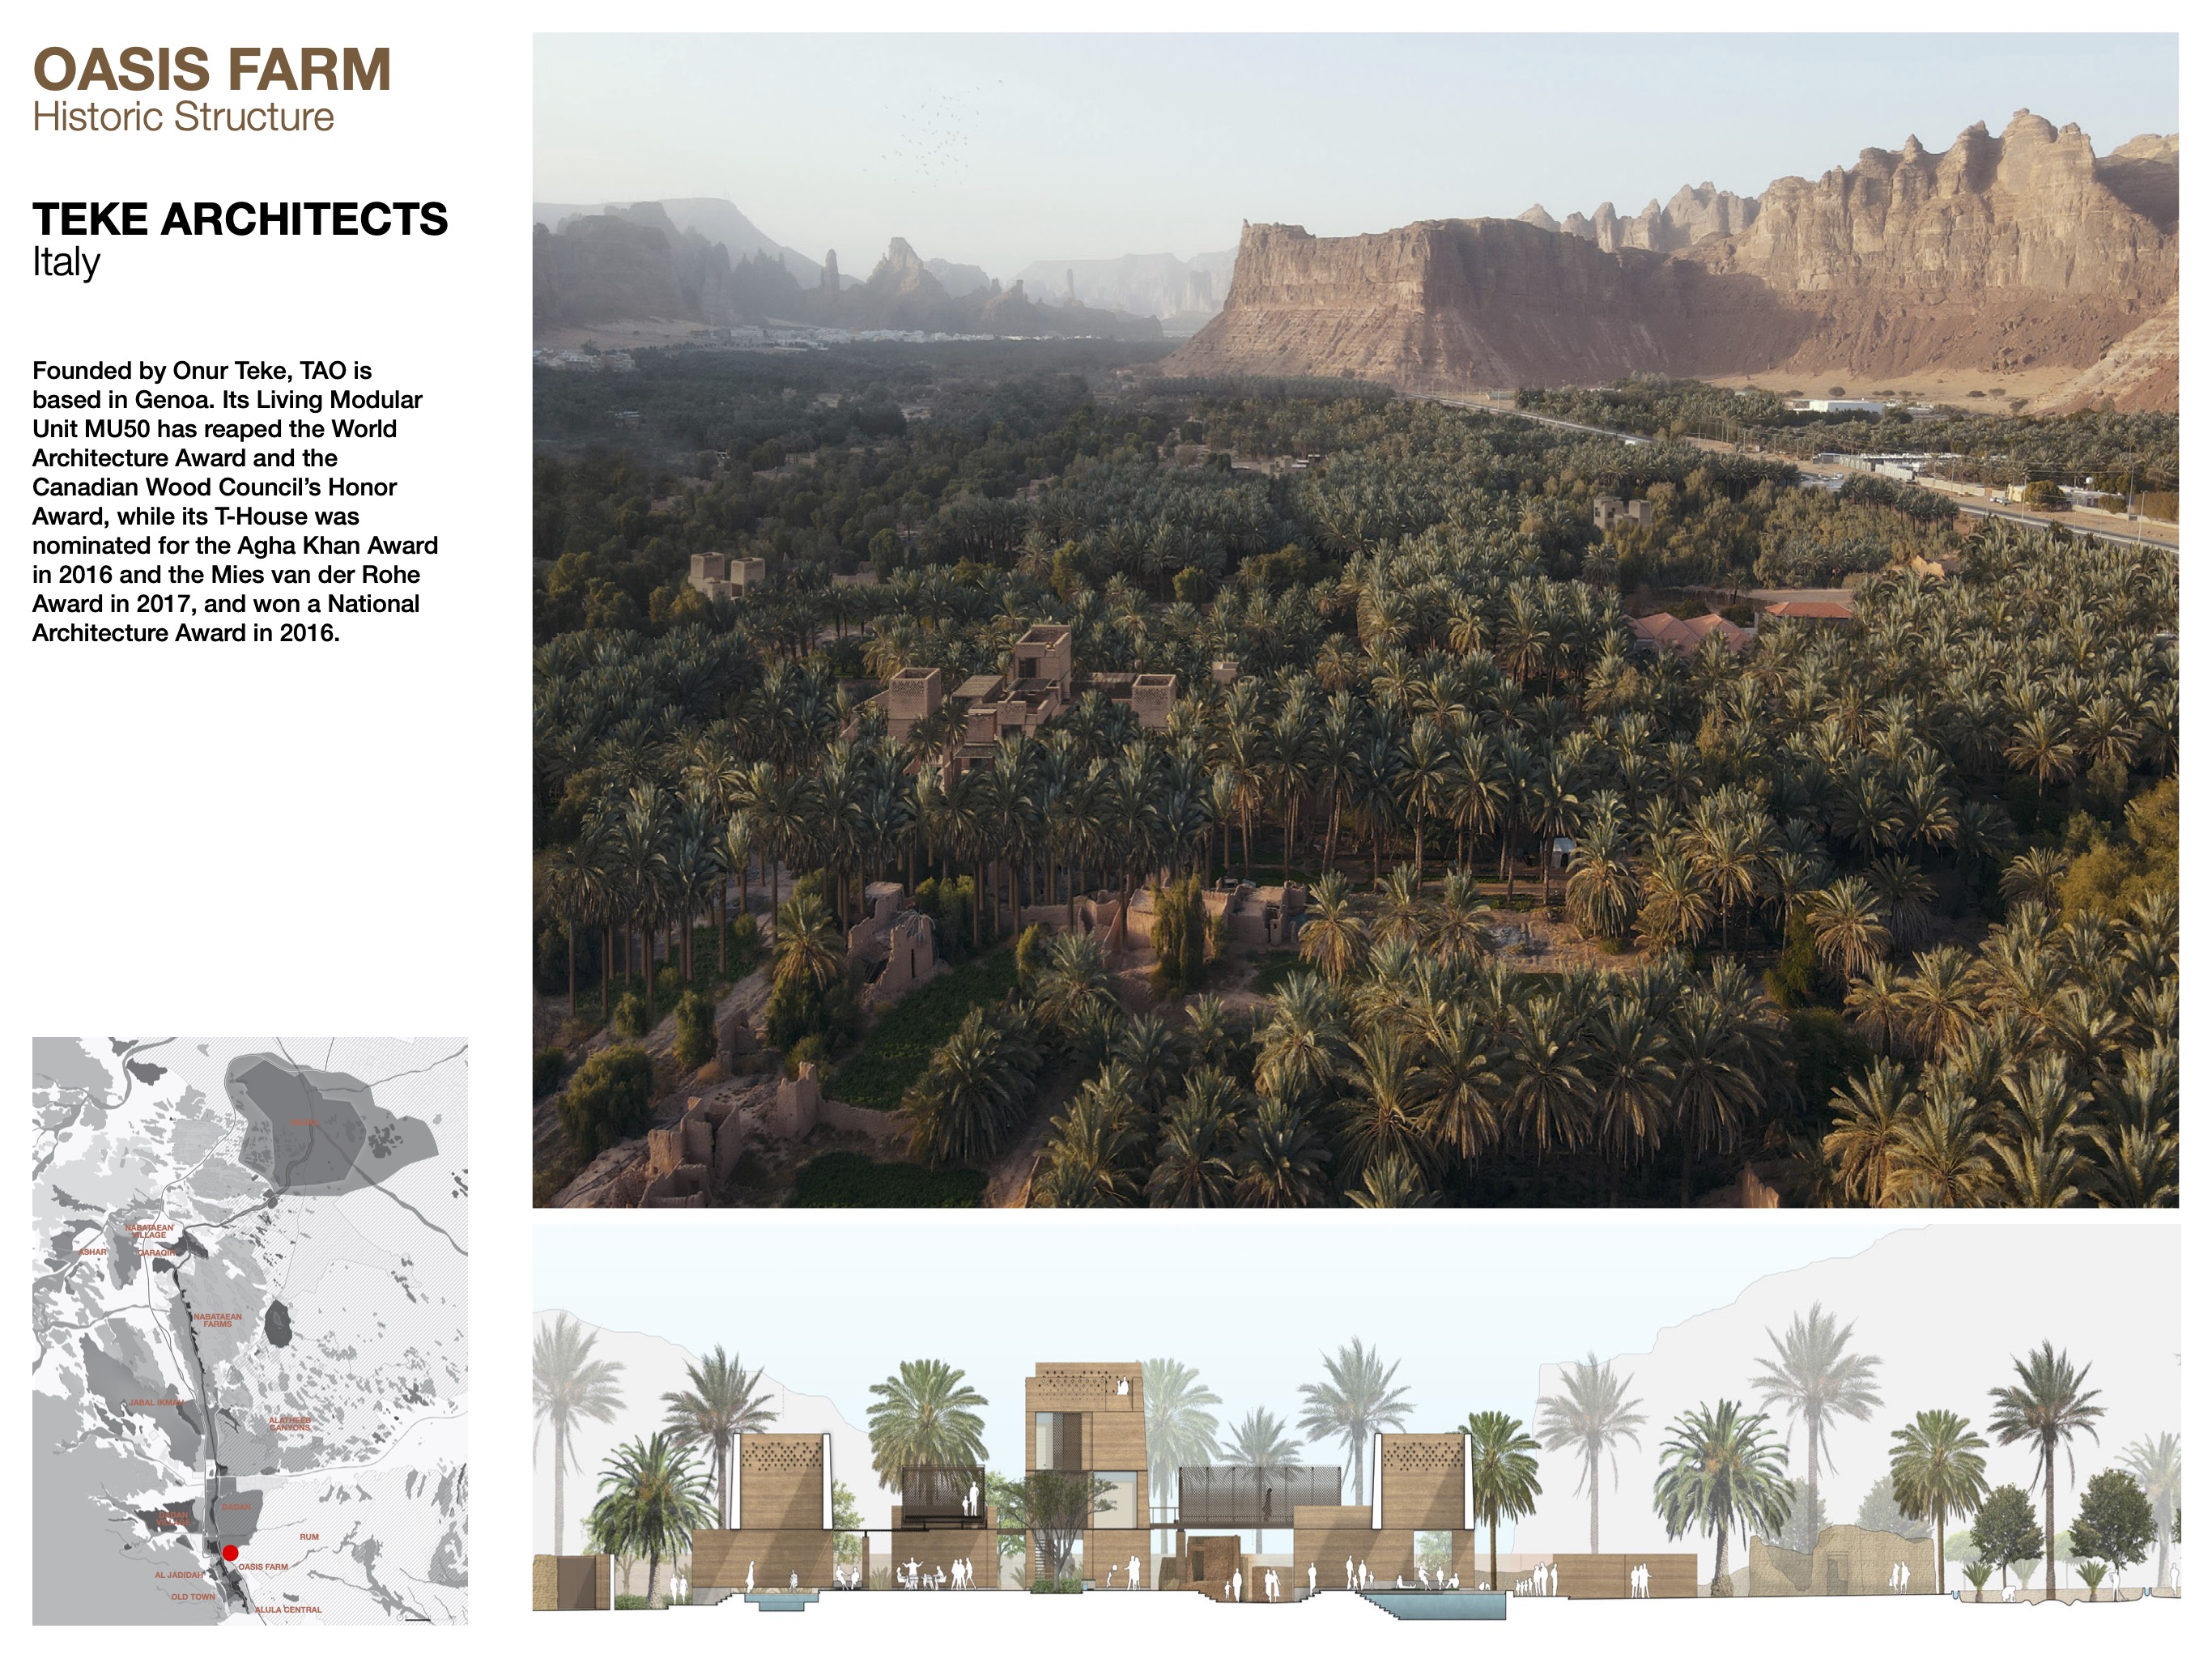 OASIS FARM
Historic Structure
TEKE ARCHITECTS
Italy
Founded by Onur Teke, TAO is
based in Genoa. Its Living Modular
Unit MU50 has reaped the World
Architecture Award and the
Canadian Wood Council’s Honor
Award, while its T-House was
nominated for the Agha Khan Award
in 2016 and the Mies van der Rohe
Award in 2017, and won a National
Architecture Award in 2016.
NABATAEAN
VILLAGE
ASHAR
QARAQIR
NABATAEAN
FARMS
JABAL IKMAH
ALATHEEB
CANYONS
DADAN
RUM
OASIS FARM
AL JADIDAH
OLD TOWN
ALULA CENTRAL